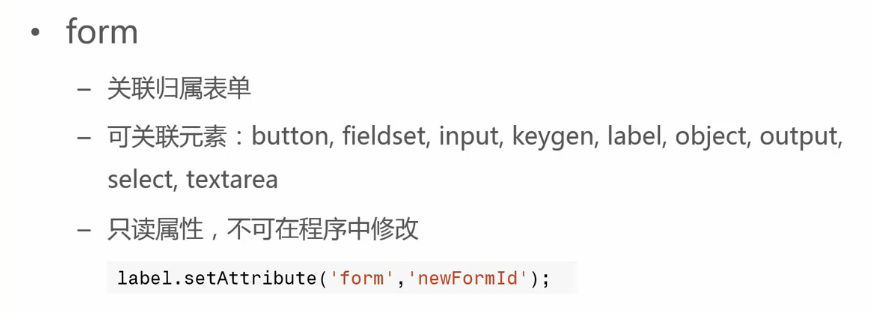 • form
– 关联归属表单
– 可关联元素：button, fieldset, input, keygen, label, object, output,
select, textarea
– 只读属性，不可在程序中修改
label.setAttribute('form','newFormId');